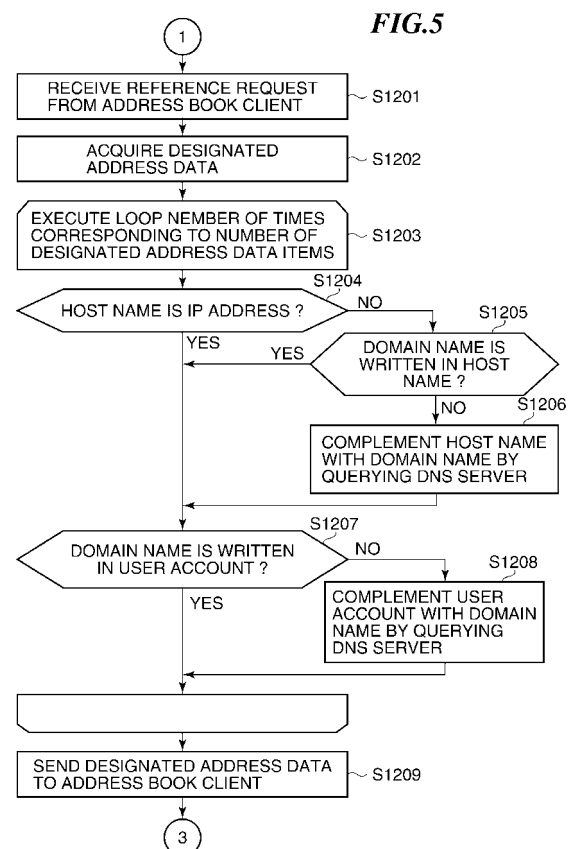 FIG.5
1
RECEIVE REFERENCE REQUEST
FROM ADDRESS BOOK CLIENT
S1201
ACQUIRE DESIGNATED
ADDRESS DATA
S1202
EXECUTE LOOP NEMBER OF TIMES
CORRESPONDING TO NUMBER OF
DESIGNATED ADDRESS DATA ITEMS
S1203
S1204
HOST NAME IS IP ADDRESS ?
NO
YES
S1205
DOMAIN NAME IS
WRITTEN IN HOST
NAME ?
YES
NO
S1206
COMPLEMENT HOST NAME
WITH DOMAIN NAME BY
QUERYING DNS SERVER
S1207
DOMAIN NAME IS WRITTEN
IN USER ACCOUNT ?
NO
YES
S1208
COMPLEMENT USER
ACCOUNT WITH DOMAIN
NAME BY QUERYING
DNS SERVER
SEND DESIGNATED ADDRESS DATA
TO ADDRESS BOOK CLIENT
S1209
3